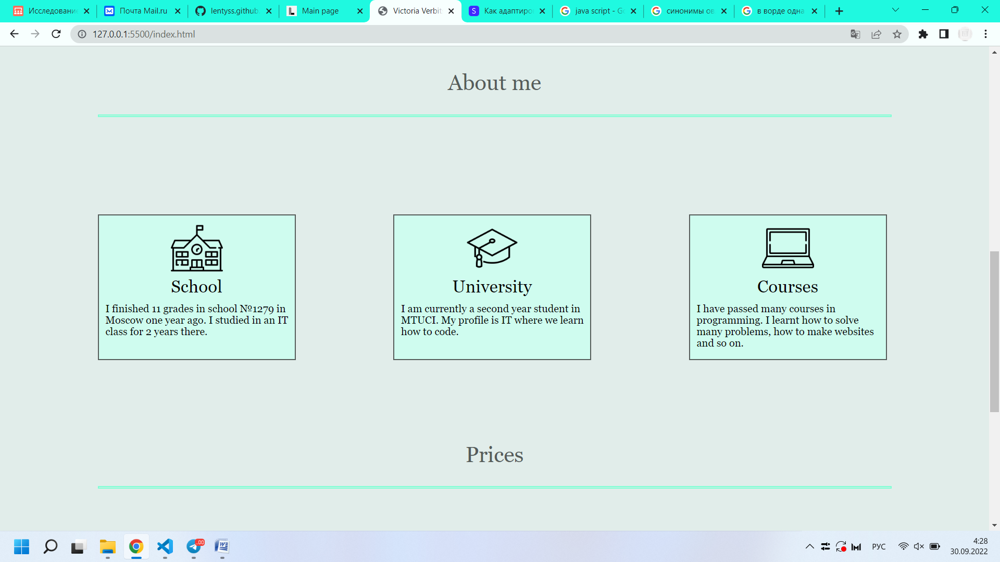 Исследование
Почта Mail.ru
lentyss.github.
Main page
Victoria Verbit
Как адаптиро
java script - Go
синонимы ов
в ворде одна
127.0.0.1:5500/index.html
About me
School
I finished 11 grades in school №1279 in
Moscow one year ago. I studied in an IT
class for 2 years there.
University
I am currently a second year student in
MTUCI. My profile is IT where we learn
how to code.
Courses
I have passed many courses in
programming. I learnt how to solve
many problems, how to make websites
and so on.
Prices
РУС
4:28
30.09.2022